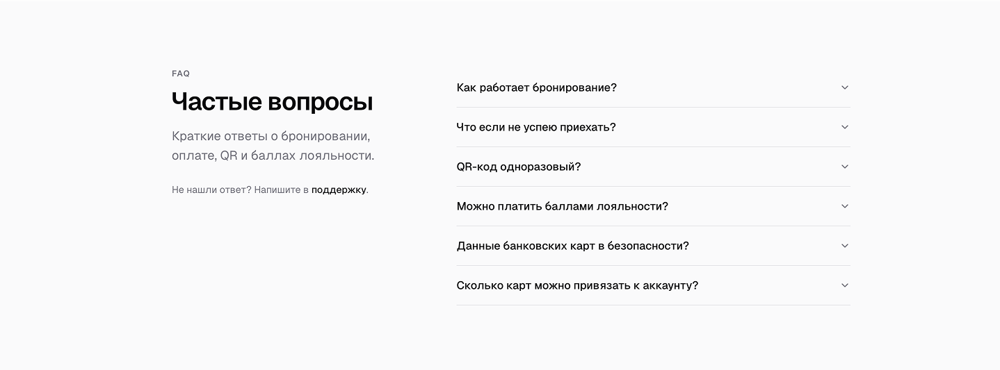 FAQ
Частые вопросы
Краткие ответы о бронировании,
оплате, QR и баллах лояльности.
Не нашли ответ? Напишите в поддержку.
Как работает бронирование?
Что если не успею приехать?
QR-код одноразовый?
Можно платить баллами лояльности?
Данные банковских карт в безопасности?
Сколько карт можно привязать к аккаунту?